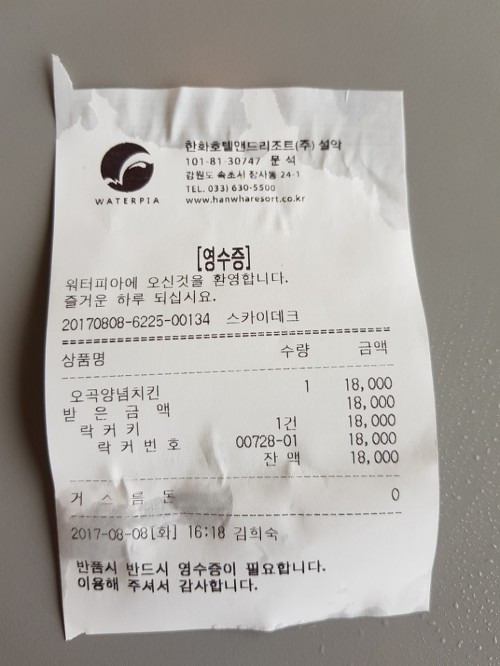 WATERPIA
한화호텔앤드리조트(주) 설악
101-81-30747 문 석
강원도 속초시 장사동 24-1
TEL. 033) 630-5500
www.hanwharesort.co.kr
[영수증]
워터피아에 오신것을 환영합니다.
즐거운 하루 되십시요.
20170808-6225-00134 스카이데크
상품명 수량 금액
오곡양념치킨 1 18,000
받 은 금 액 18,000
락 커 키 1건 18,000
락 커 번 호 00728-01 18,000
잔 액 18,000
거 스 름 돈 0
2017-08-08[화] 16:18 김희숙
반품시 반드시 영수증이 필요합니다.
이용해 주셔서 감사합니다.